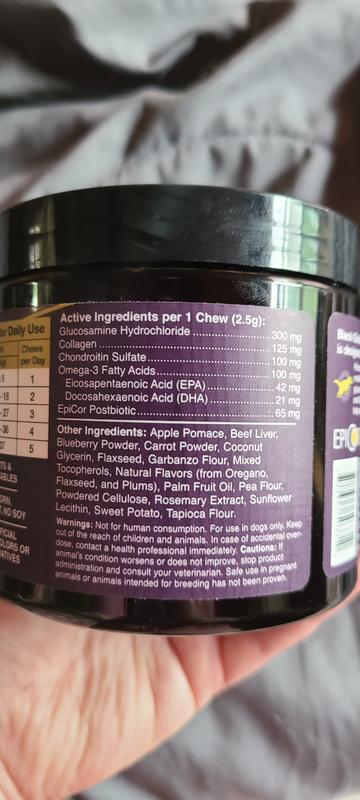 for Daily Use
Chews
per Day
1
2
3
4
5
Active Ingredients per 1 Chew (2.5g):
Glucosamine Hydrochloride 300 mg
Collagen 125 mg
Chondroitin Sulfate 100 mg
Omega-3 Fatty Acids 100 mg
Eicosapentaenoic Acid (EPA) 42 mg
Docosahexaenoic Acid (DHA) 21 mg
EpiCor Postbiotic 65 mg
Other Ingredients: Apple Pomace, Beef Liver,
Blueberry Powder, Carrot Powder, Coconut
Glycerin, Flaxseed, Garbanzo Flour, Mixed
Tocopherols, Natural Flavors (from Oregano,
Flaxseed, and Plums), Palm Fruit Oil, Pea Flour,
Powdered Cellulose, Rosemary Extract, Sunflower
Lecithin, Sweet Potato, Tapioca Flour.
Warnings: Not for human consumption. For use in dogs only. Keep
out of the reach of children and animals. In case of accidental over-
dose, contact a health professional immediately. Cautions: If
animal's condition worsens or does not improve, stop product
administration and consult your veterinarian. Safe use in pregnant
animals or animals intended for breeding has not been proven.
NO SOY
COLORS OR